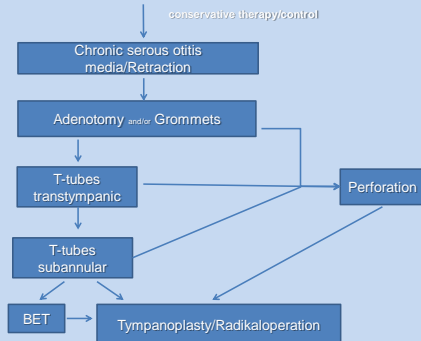 conservative therapy/control
Chronic serous otitis
media/Retraction
Adenotomy and/or Grommets
T-tubes
transtympanic
Perforation
T-tubes
subannular
BET
Tympanoplasty/Radikaloperation